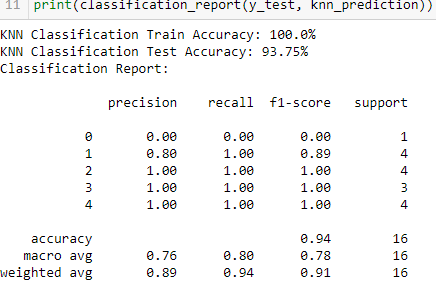 11 print(classification_report(y_test, knn_prediction))
KNN Classification Train Accuracy: 100.0%
KNN Classification Test Accuracy: 93.75%
Classification Report:
precision recall f1-score support
0 0.00 0.00 0.00 1
1 0.80 1.00 0.89 4
2 1.00 1.00 1.00 4
3 1.00 1.00 1.00 3
4 1.00 1.00 1.00 4
accuracy 0.94 16
macro avg 0.76 0.80 0.78 16
weighted avg 0.89 0.94 0.91 16